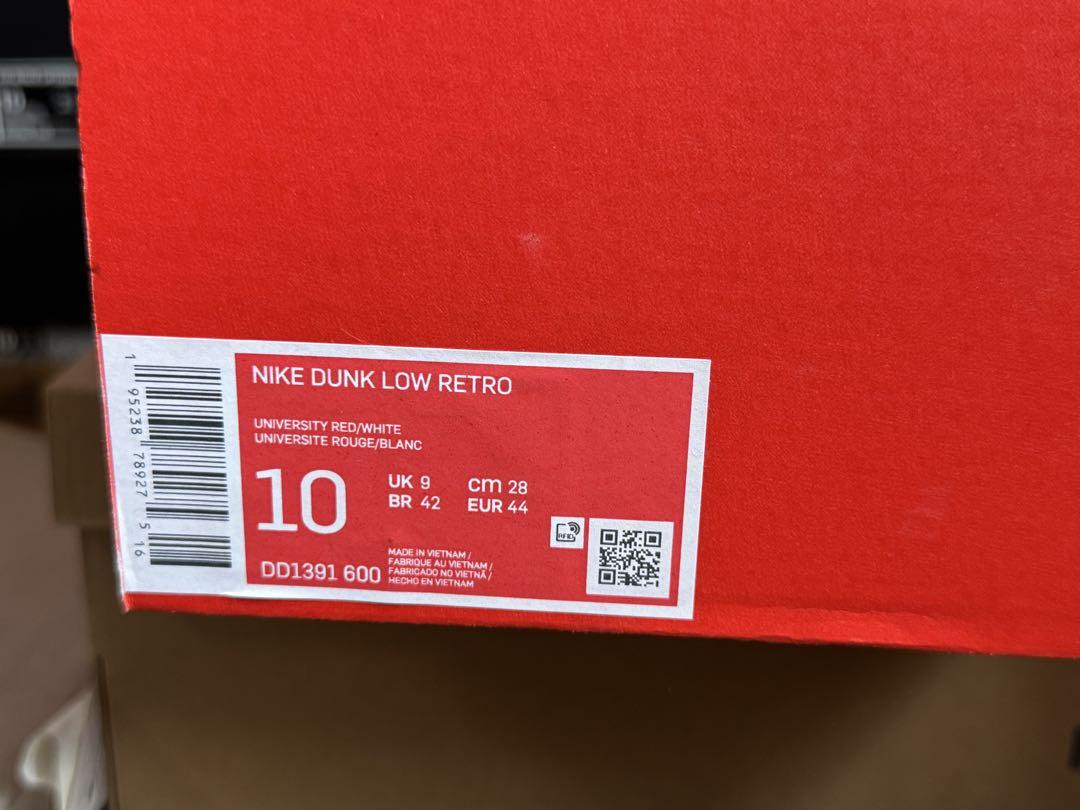 1 95238 78927 5 16
NIKE DUNK LOW RETRO
UNIVERSITY RED/WHITE
UNIVERSITE ROUGE/BLANC
10
UK 9
cm 28
BR 42
EUR 44
RFID
DD1391 600
MADE IN VIETNAM /
FABRIQUE AU VIETNAM /
FABRICADO NO VIETNÃ /
HECHO EN VIETNAM